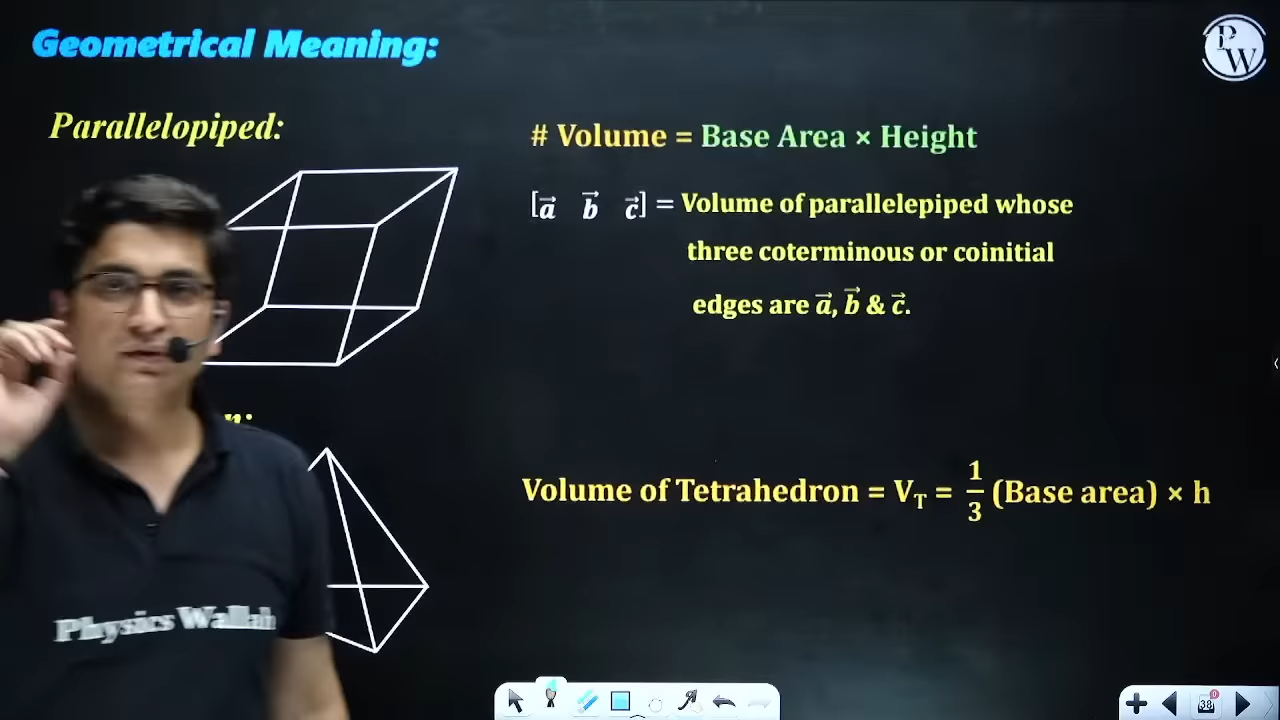 Geometrical Meaning:
PW
Parallelopiped:
# Volume = Base Area × Height
[a⃗ b⃗ c⃗] = Volume of parallelepiped whose
three coterminous or coinitial
edges are a⃗, b⃗ & c⃗.
n:
Volume of Tetrahedron = V_T = 1/3 (Base area) × h
Physics Wallah
38